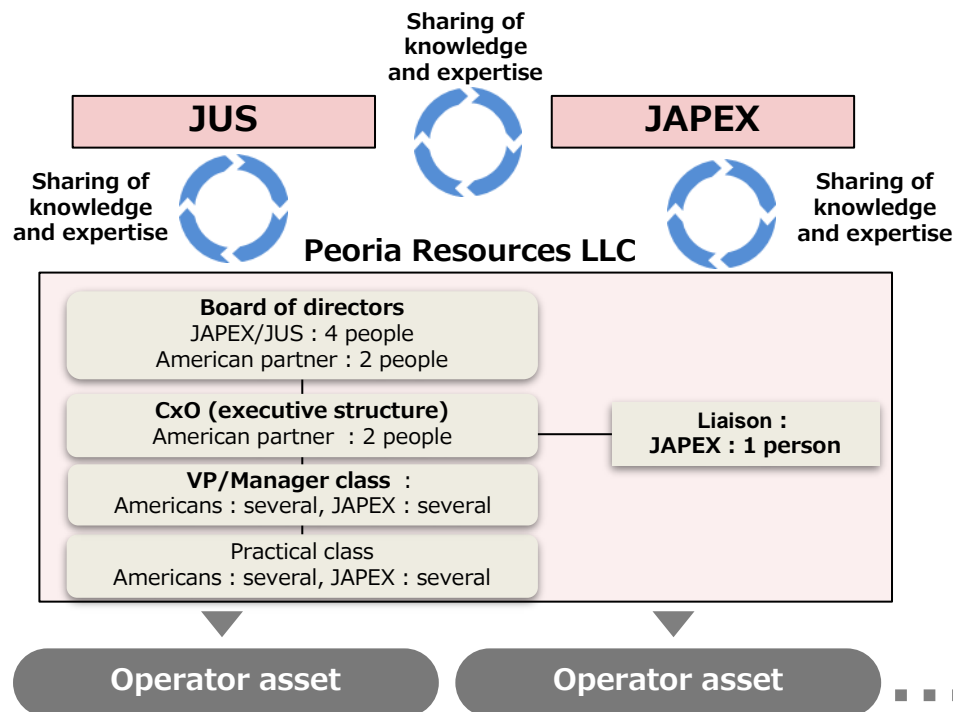 Sharing of
knowledge
and expertise
JUS
JAPEX
Sharing of
knowledge
and expertise
Sharing of
knowledge
and expertise
Peoria Resources LLC
Board of directors
JAPEX/JUS : 4 people
American partner : 2 people
CxO (executive structure)
American partner : 2 people
Liaison :
JAPEX : 1 person
VP/Manager class :
Americans : several, JAPEX : several
Practical class
Americans : several, JAPEX : several
Operator asset
Operator asset